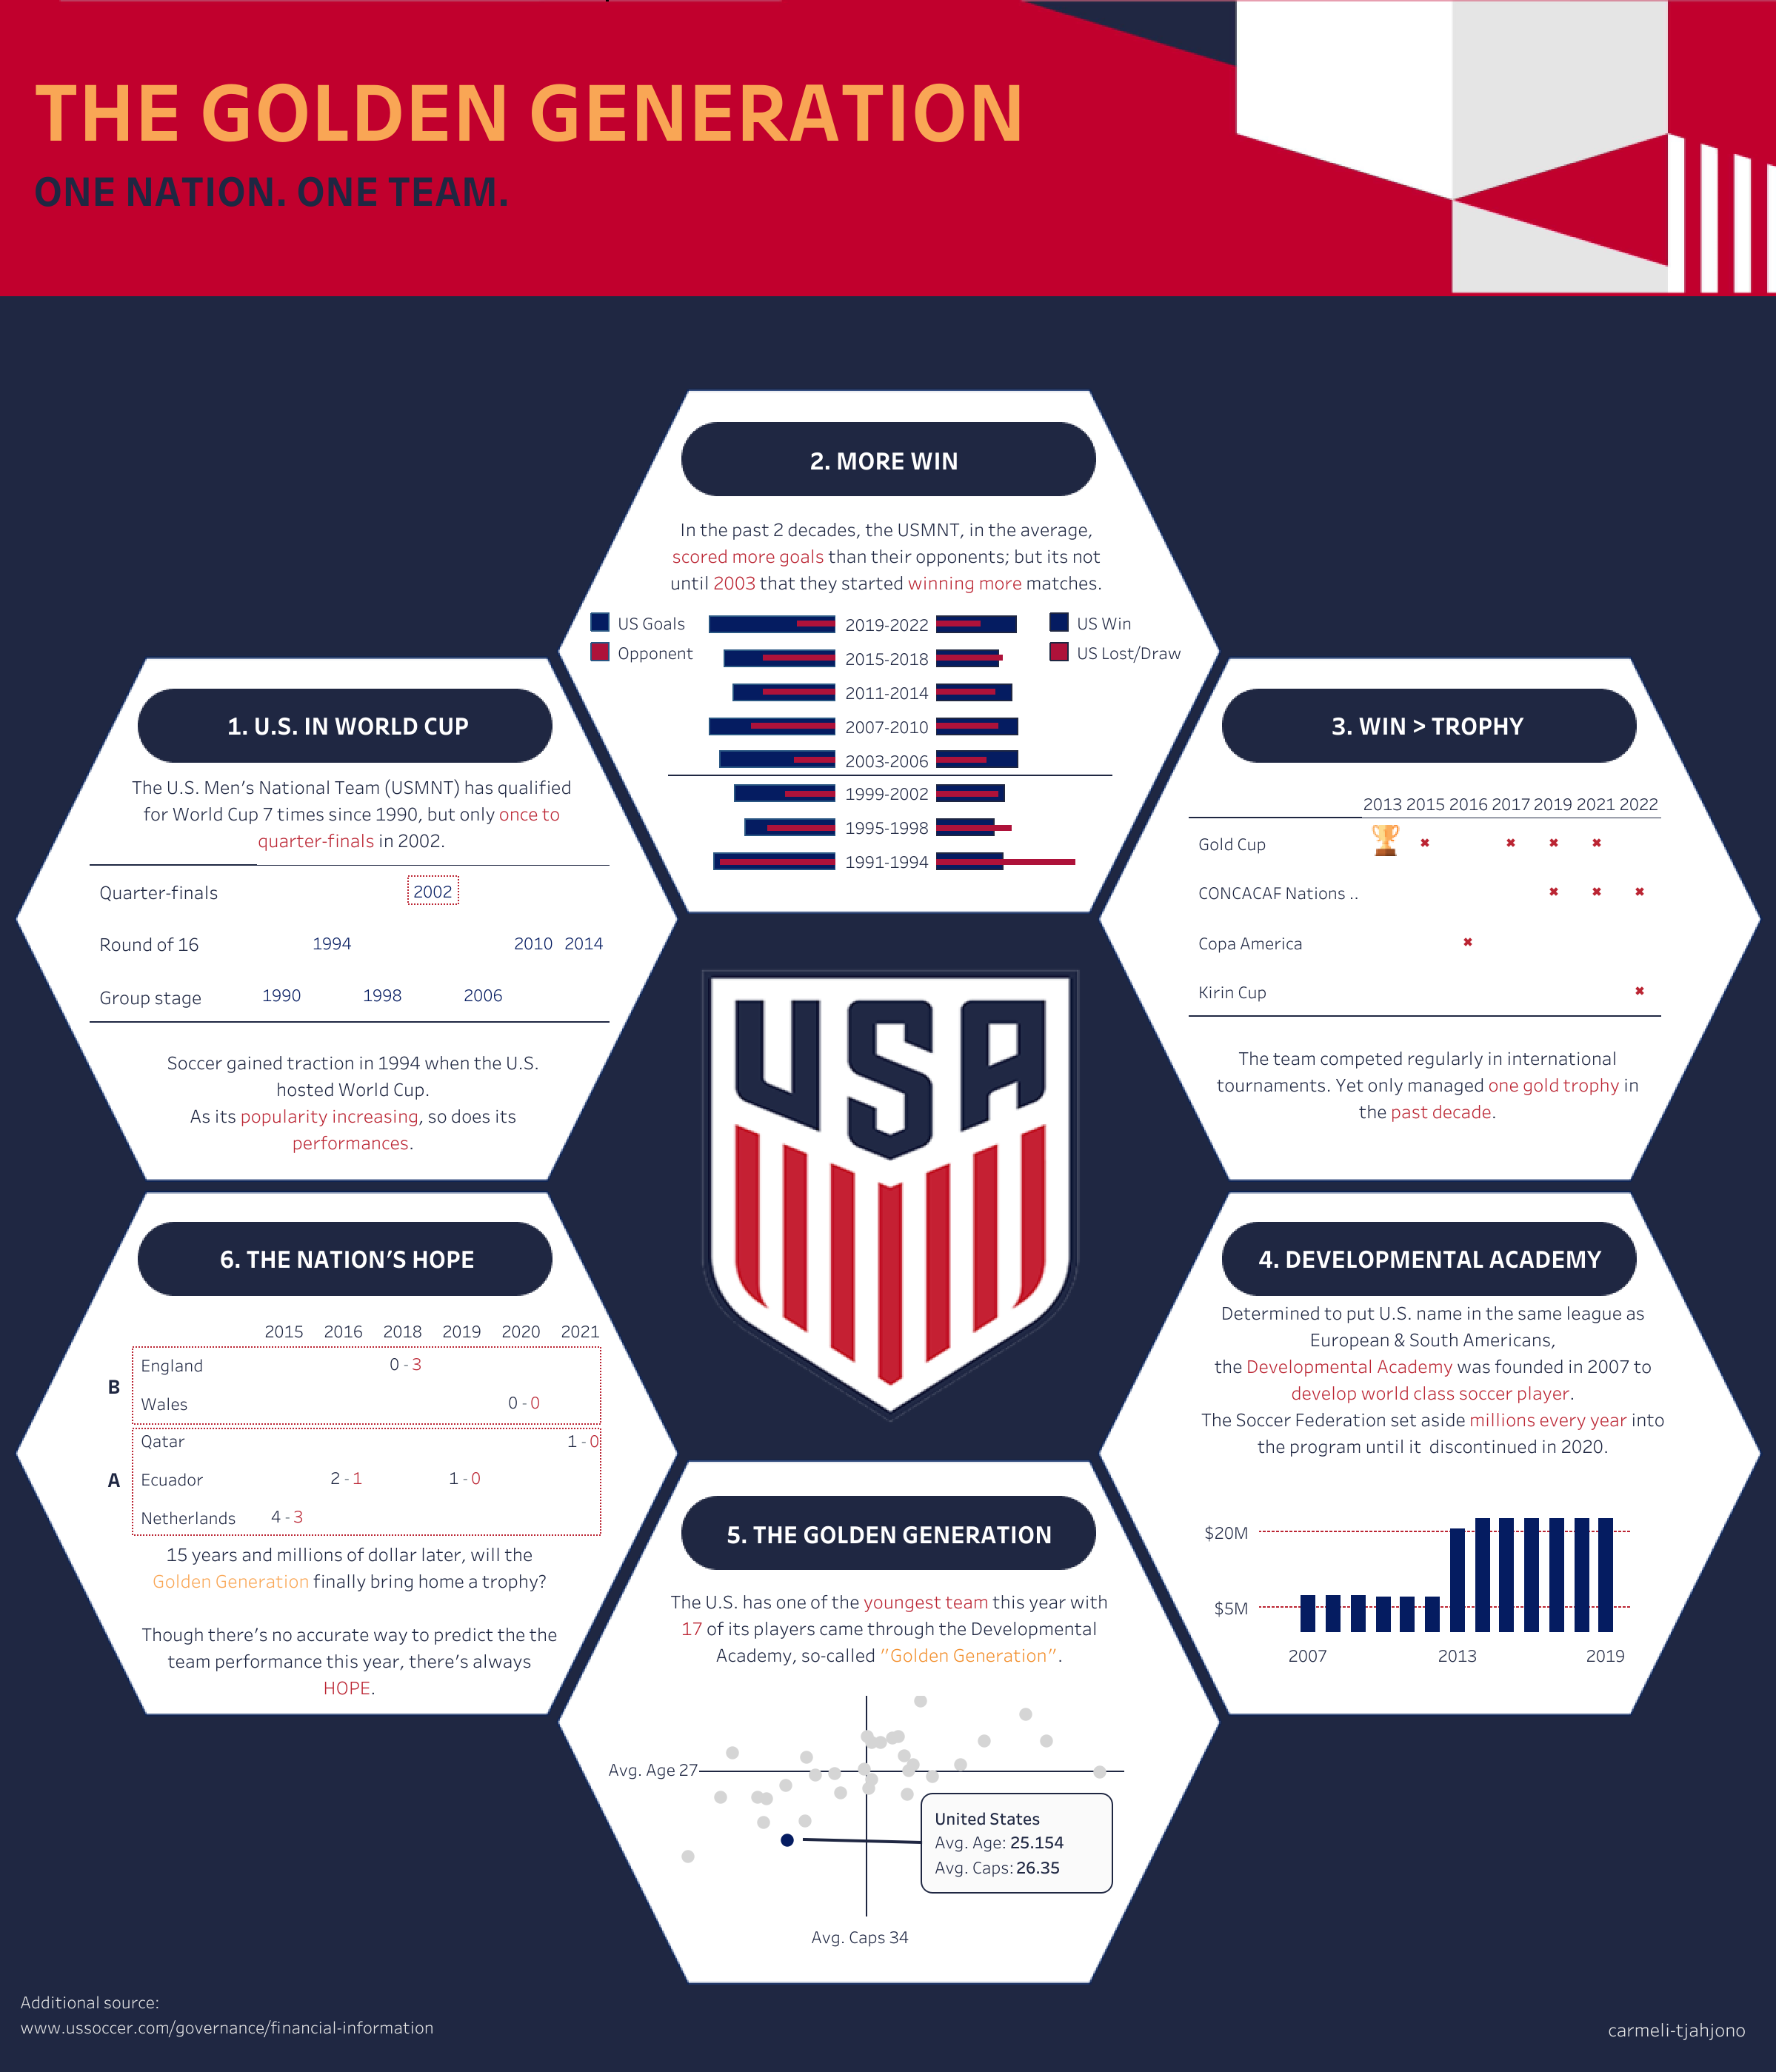 THE GOLDEN GENERATION
ONE NATION. ONE TEAM.
1. U.S. IN WORLD CUP
The U.S. Men's National Team (USMNT) has qualified
for World Cup 7 times since 1990, but only once to
quarter-finals in 2002.
Quarter-finals 2002
Round of 16 1994 2010 2014
Group stage 1990 1998 2006
Soccer gained traction in 1994 when the U.S.
hosted World Cup.
As its popularity increasing, so does its
performances.
2. MORE WIN
In the past 2 decades, the USMNT, in the average,
scored more goals than their opponents; but its not
until 2003 that they started winning more matches.
US Goals
Opponent
US Win
US Lost/Draw
2019-2022
2015-2018
2011-2014
2007-2010
2003-2006
1999-2002
1995-1998
1991-1994
3. WIN > TROPHY
2013 2015 2016 2017 2019 2021 2022
Gold Cup
CONCACAF Nations ..
Copa America
Kirin Cup
The team competed regularly in international
tournaments. Yet only managed one gold trophy in
the past decade.
USA
4. DEVELOPMENTAL ACADEMY
Determined to put U.S. name in the same league as
European & South Americans,
the Developmental Academy was founded in 2007 to
develop world class soccer player.
The Soccer Federation set aside millions every year into
the program until it discontinued in 2020.
$20M
$5M
2007 2013 2019
5. THE GOLDEN GENERATION
The U.S. has one of the youngest team this year with
17 of its players came through the Developmental
Academy, so-called "Golden Generation".
Avg. Age 27
United States
Avg. Age: 25.154
Avg. Caps: 26.35
Avg. Caps 34
6. THE NATION'S HOPE
2015 2016 2018 2019 2020 2021
B
England 0 - 3
Wales 0 - 0
A
Qatar 1 - 0
Ecuador 2 - 1 1 - 0
Netherlands 4 - 3
15 years and millions of dollar later, will the
Golden Generation finally bring home a trophy?
Though there's no accurate way to predict the the
team performance this year, there's always
HOPE.
Additional source:
www.ussoccer.com/governance/financial-information
carmeli-tjahjono